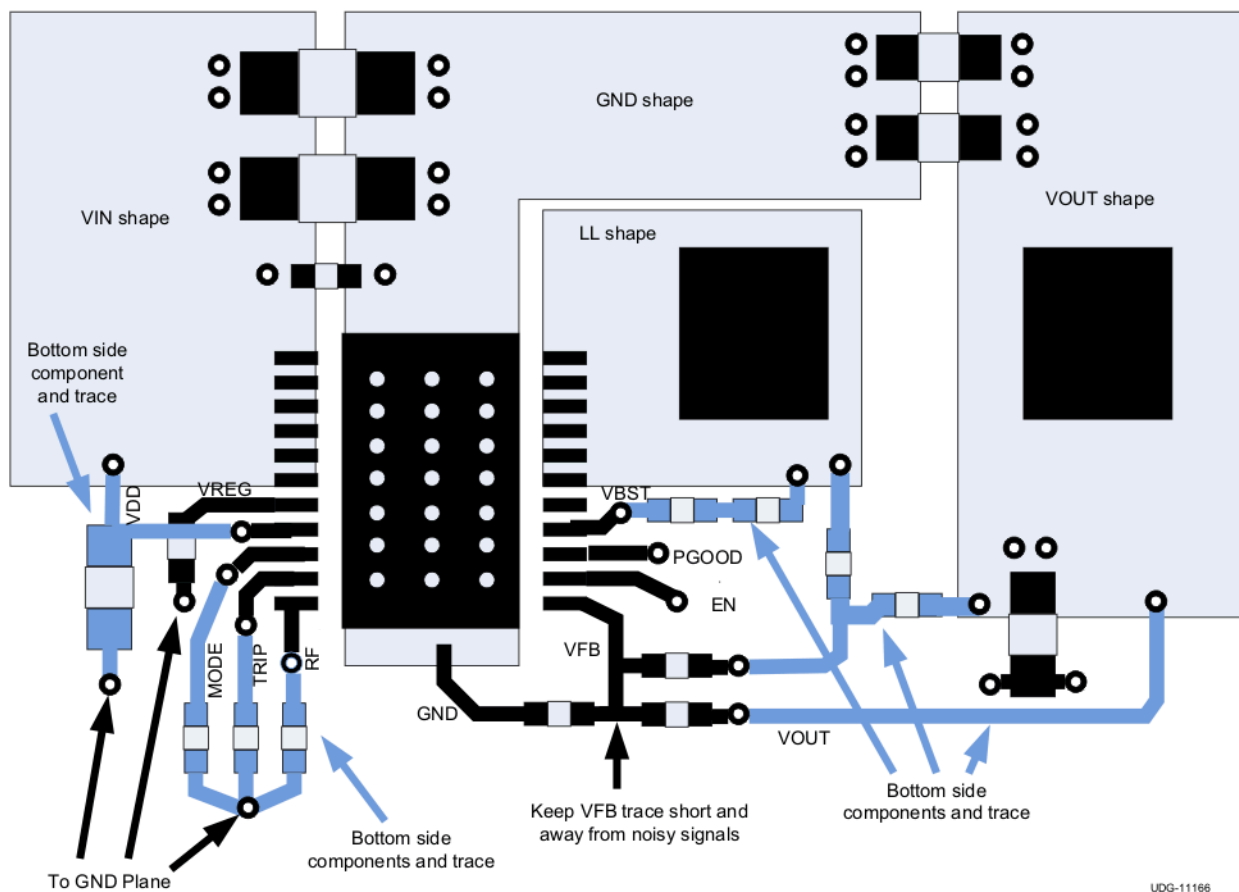 GND shape
VIN shape
VOUT shape
LL shape
Bottom side
component
and trace
VREG
VDD
VBST
PGOOD
EN
VFB
MODE
TRIP
RF
GND
VOUT
Keep VFB trace short and
away from noisy signals
Bottom side
components and trace
Bottom side
components and trace
To GND Plane
UDG-11166